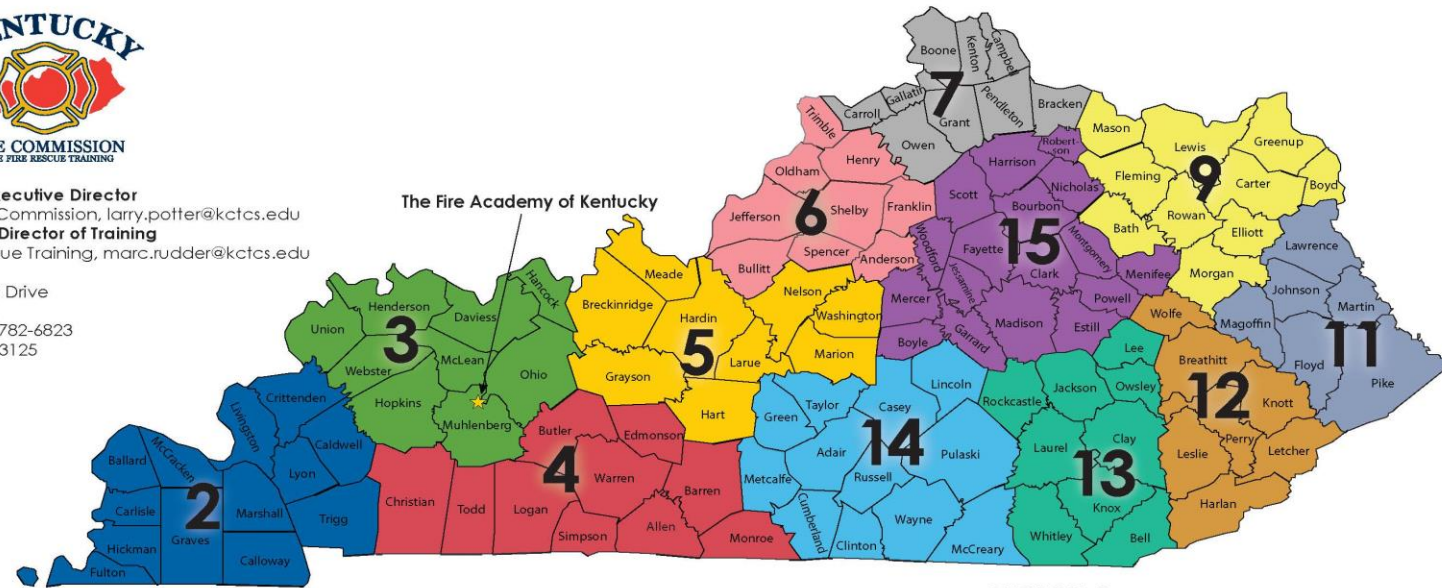 ENTUCKY
E COMMISSION
E FIRE RESCUE TRAINING
ecutive Director
Commission, larry.potter@kctcs.edu
Director of Training
ue Training, marc.rudder@kctcs.edu
Drive
782-6823
3125
The Fire Academy of Kentucky
2
Ballard
McCracken
Livingston
Crittenden
Caldwell
Lyon
Carlisle
Graves
Marshall
Trigg
Hickman
Fulton
Calloway
3
Henderson
Union
Daviess
Hancock
Webster
McLean
Ohio
Hopkins
Muhlenberg
4
Butler
Edmonson
Christian
Todd
Logan
Warren
Barren
Simpson
Allen
Monroe
5
Meade
Breckinridge
Hardin
Nelson
Washington
Grayson
Larue
Marion
Hart
6
Trimble
Henry
Oldham
Jefferson
Shelby
Franklin
Spencer
Bullitt
Anderson
7
Boone
Kenton
Campbell
Carroll
Gallatin
Grant
Pendleton
Bracken
Owen
9
Mason
Lewis
Greenup
Fleming
Carter
Boyd
Rowan
Bath
Elliott
Morgan
15
Robert-
son
Harrison
Scott
Nicholas
Bourbon
Woodford
Fayette
Montgomery
Jessamine
Clark
Menifee
Mercer
Powell
Madison
Estill
Boyle
Garrard
11
Lawrence
Johnson
Martin
Magoffin
Floyd
Pike
12
Wolfe
Breathitt
Knott
Perry
Leslie
Letcher
Harlan
13
Lee
Jackson
Owsley
Rockcastle
Laurel
Clay
Knox
Whitley
Bell
14
Lincoln
Casey
Taylor
Green
Adair
Pulaski
Metcalfe
Russell
Cumberland
Wayne
Clinton
McCreary